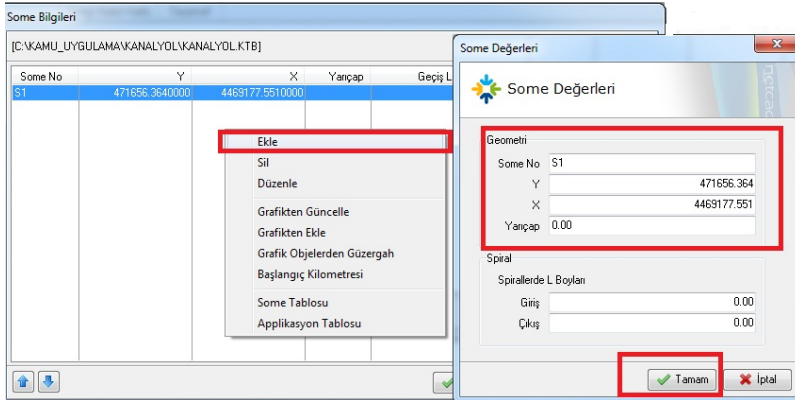 Some Bilgileri
[C:\KAMU_UYGULAMA\KANALYOL\KANALYOL.KTB]
Some No Y X Yarıçap Geçiş L
S1 471656.3640000 4469177.5510000
Ekle
Sil
Düzenle
Grafikten Güncelle
Grafikten Ekle
Grafik Objelerden Güzergah
Başlangıç Kilometresi
Some Tablosu
Applikasyon Tablosu
Some Değerleri
Some Değerleri
netcad
Geometri
Some No S1
Y 471656.364
X 4469177.551
Yarıçap 0.00
Spiral
Spirallerde L Boyları
Giriş 0.00
Çıkış 0.00
Tamam İptal